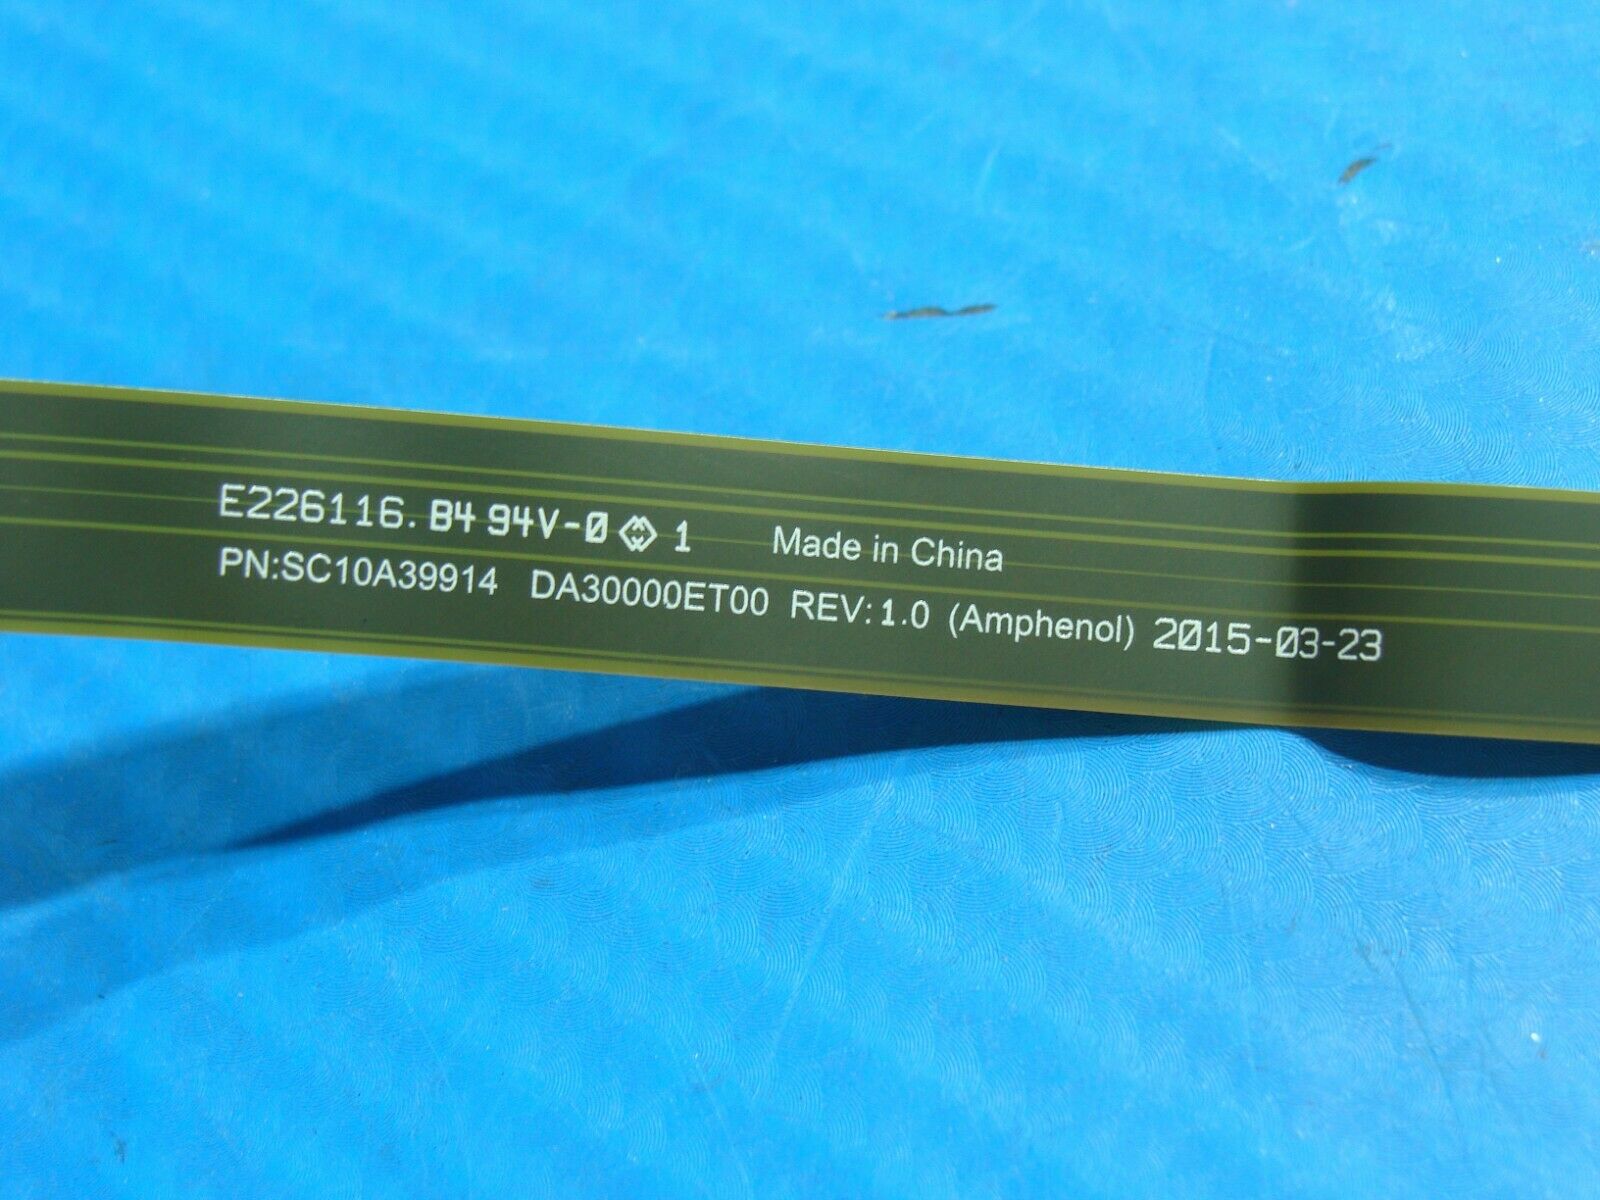 E226116. B4 94V-0 1 Made in China
PN:SC10A39914 DA30000ET00 REV:1.0 (Amphenol) 2015-03-23